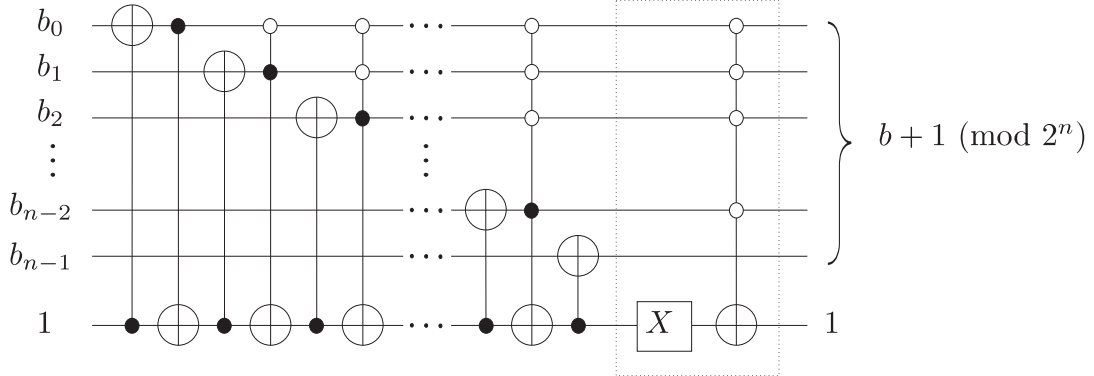 b₀
b₁
b₂
⋮ ⋮
bₙ₋₂
bₙ₋₁
b + 1 (mod 2ⁿ)
1 X 1